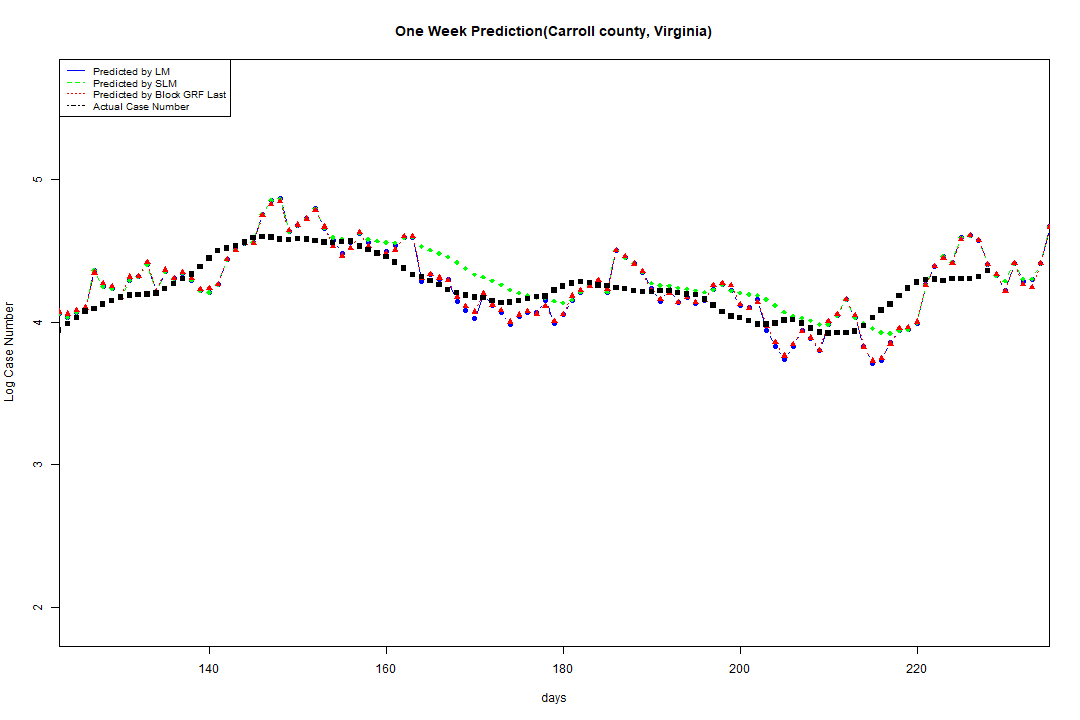 One Week Prediction(Carroll county, Virginia)
Predicted by LM
Predicted by SLM
Predicted by Block GRF Last
Actual Case Number
5
4
3
2
Log Case Number
140 160 180 200 220
days